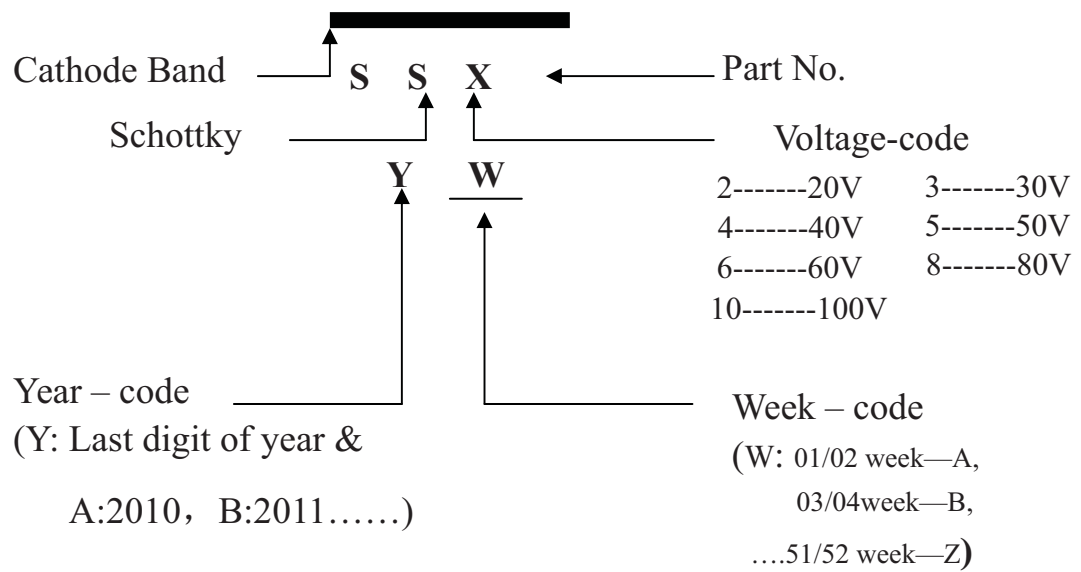 Cathode Band
S S X
Part No.
Schottky
Voltage-code
Y W
2-------20V 3-------30V
4-------40V 5-------50V
6-------60V 8-------80V
10-------100V
Year – code
(Y: Last digit of year &
A:2010，B:2011……)
Week – code
(W: 01/02 week—A,
03/04week—B,
….51/52 week—Z)